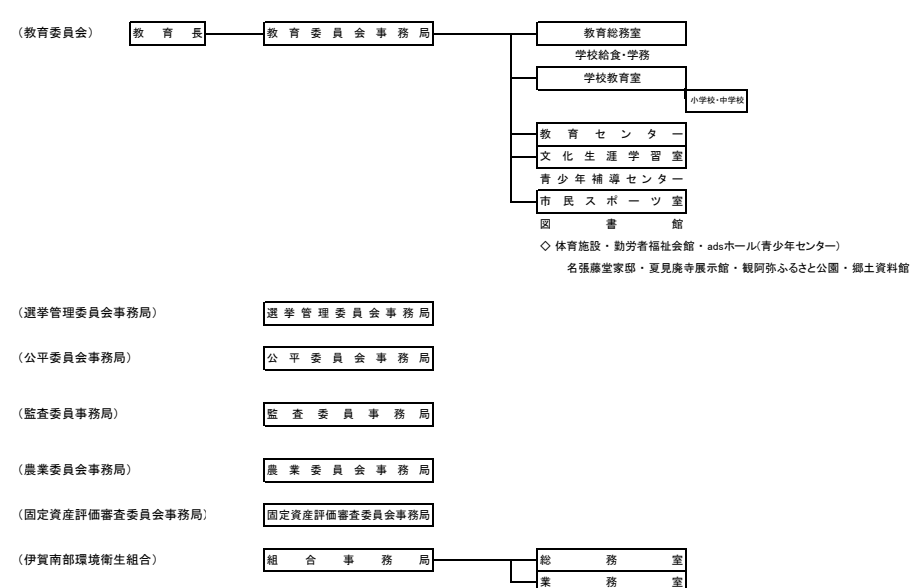 （教育委員会） 教育長 教育委員会事務局 教育総務室
学校給食・学務
学校教育室
小学校・中学校
教育センター
文化生涯学習室
青少年補導センター
市民スポーツ室
図書館
◇ 体育施設・勤労者福祉会館・adsホール(青少年センター)
名張藤堂家邸・夏見廃寺展示館・観阿弥ふるさと公園・郷土資料館
（選挙管理委員会事務局） 選挙管理委員会事務局
（公平委員会事務局） 公平委員会事務局
（監査委員事務局） 監査委員事務局
（農業委員会事務局） 農業委員会事務局
（固定資産評価審査委員会事務局） 固定資産評価審査委員会事務局
（伊賀南部環境衛生組合） 組合事務局 総務室
業務室